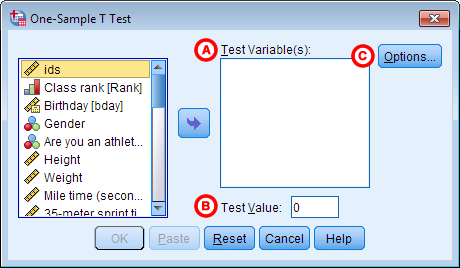 One-Sample T Test
A
Test Variable(s):
C
Options...
ids
Class rank [Rank]
Birthday [bday]
Gender
Are you an athlet...
Height
Weight
Mile time (secon...
35-meter sprint ti...
B
Test Value: 0
OK Paste Reset Cancel Help